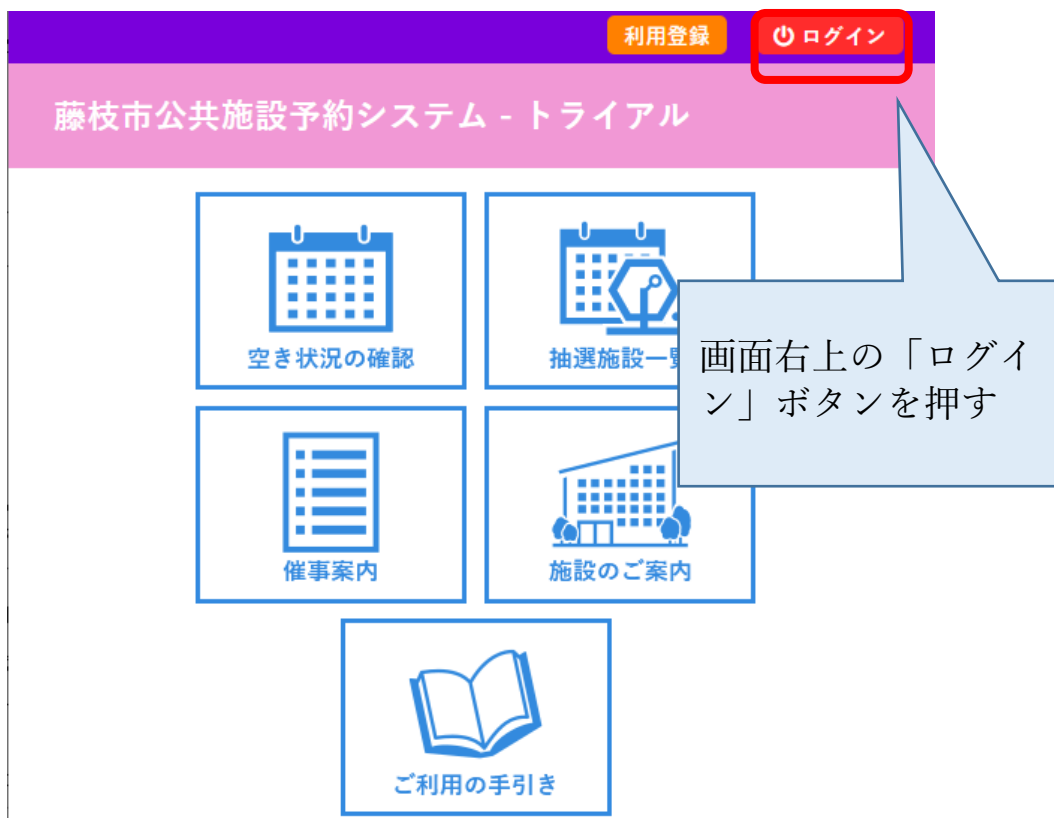 利用登録
ログイン
藤枝市公共施設予約システム - トライアル
空き状況の確認
抽選施設一
画面右上の「ログイ
ン」ボタンを押す
催事案内
施設のご案内
ご利用の手引き